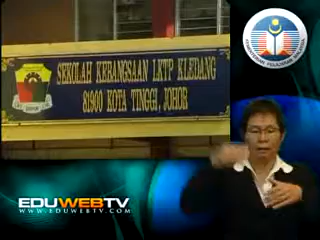 SEKOLAH KEBANGSAAN LKTP KLEDANG
81900 KOTA TINGGI, JOHOR
EDUWEBTV
WWW.EDUWEBTV.COM